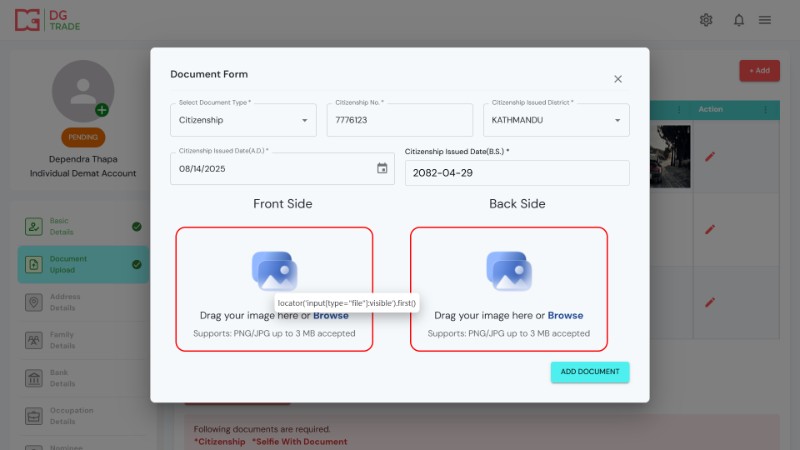 DG
TRADE
Document Form
+ Add
Select Document Type *
Citizenship
Citizenship No. *
7776123
Citizenship Issued District *
KATHMANDU
Action
PENDING
Dependra Thapa
Individual Demat Account
Citizenship Issued Date(A.D.) *
08/14/2025
Citizenship Issued Date(B.S.) *
2082-04-29
Front Side
Back Side
Basic
Details
Document
Upload
Address
Details
Family
Details
Bank
Details
Occupation
Details
Nominee
locator('input[type="file"]:visible').first()
Drag your image here or Browse
Supports: PNG/JPG up to 3 MB accepted
Drag your image here or Browse
Supports: PNG/JPG up to 3 MB accepted
ADD DOCUMENT
Following documents are required.
*Citizenship *Selfie With Document